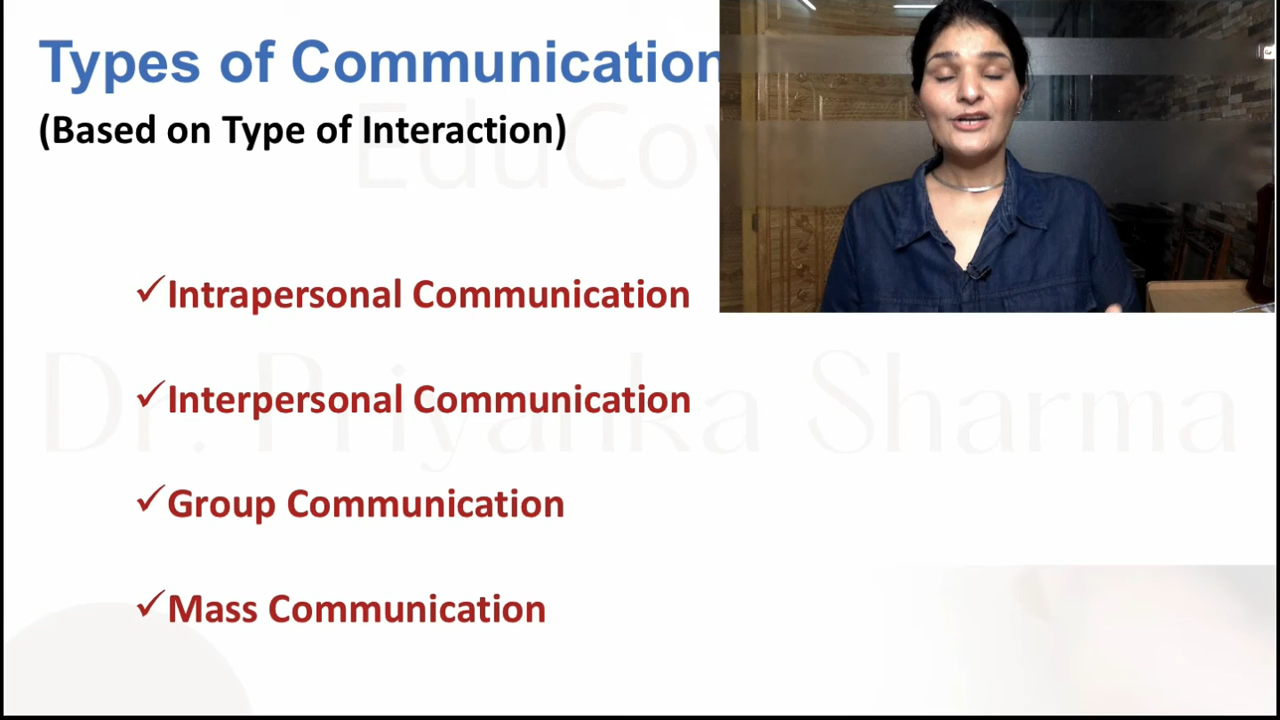 Types of Communication
(Based on Type of Interaction)
EduCo
✓Intrapersonal Communication
✓Interpersonal Communication
Dr. Priyanka Sharma
✓Group Communication
✓Mass Communication